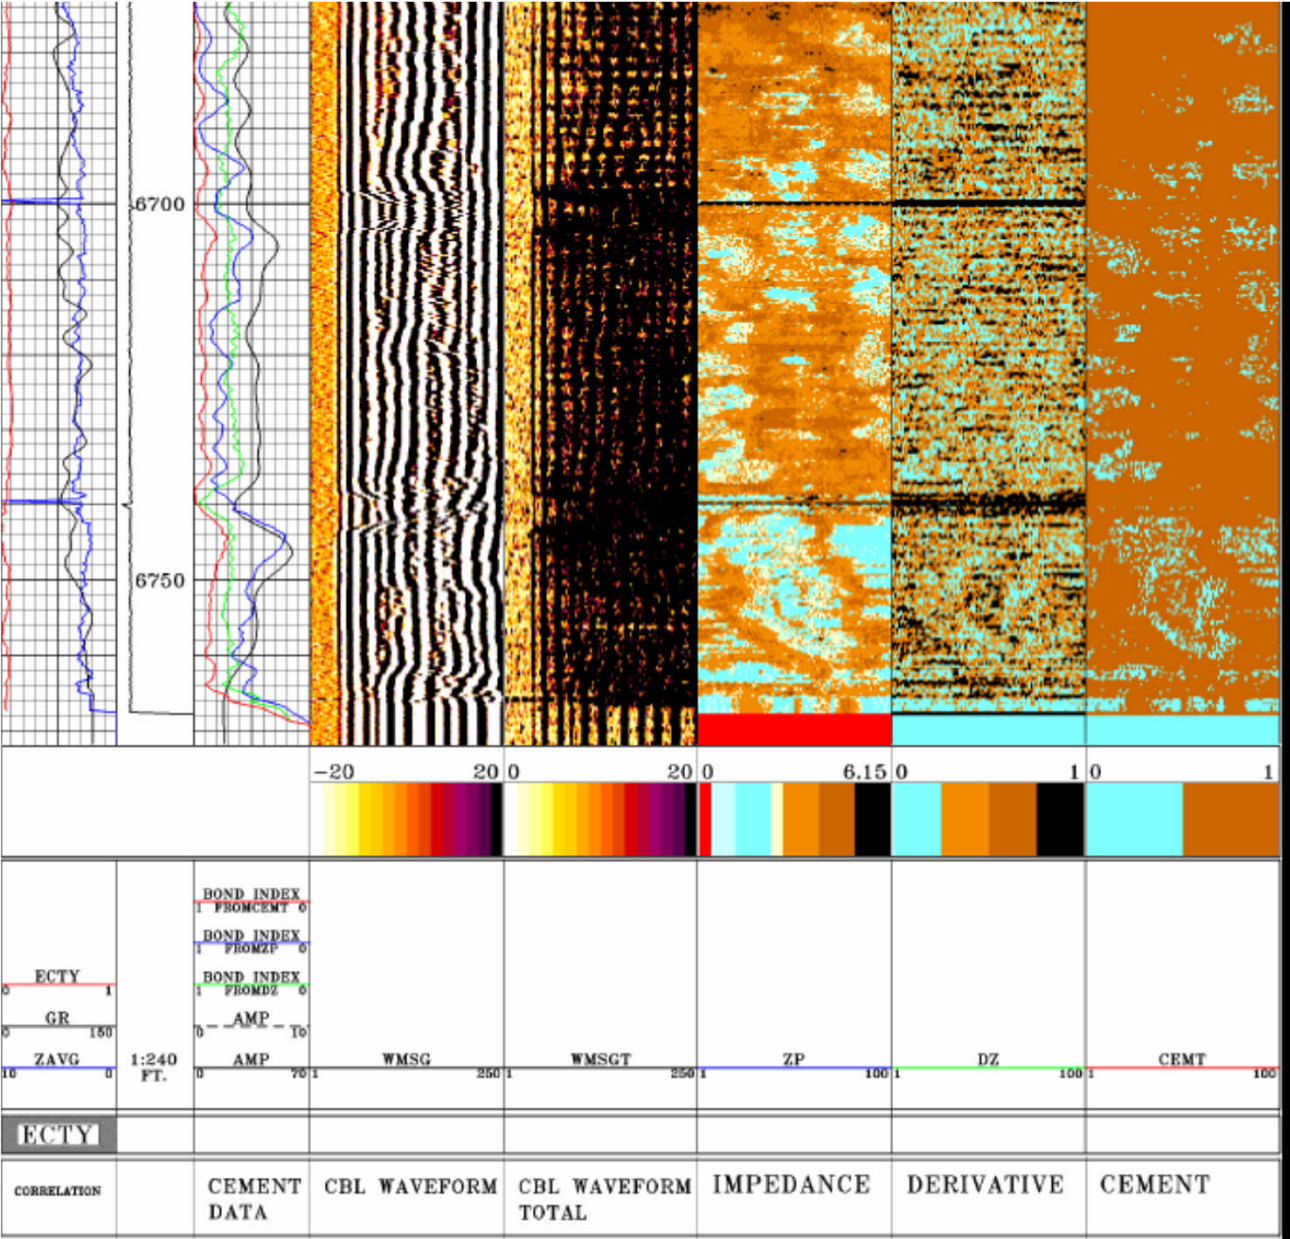 6700
6750
-20 20 0 20 0 6.15 0 1 0 1
BOND INDEX
1 FROMCEMT 0
BOND INDEX
1 FROMZP 0
ECTY
0 1
BOND INDEX
1 FROMDZ 0
GR
0 150
AMP
0 10
ZAVG
10 0
1:240
FT.
AMP
0 70
WMSG
1 250
WMSGT
1 250
ZP
1 100
DZ
1 100
CEMT
1 100
ECTY
CORRELATION
CEMENT
DATA
CBL WAVEFORM
CBL WAVEFORM
TOTAL
IMPEDANCE
DERIVATIVE
CEMENT